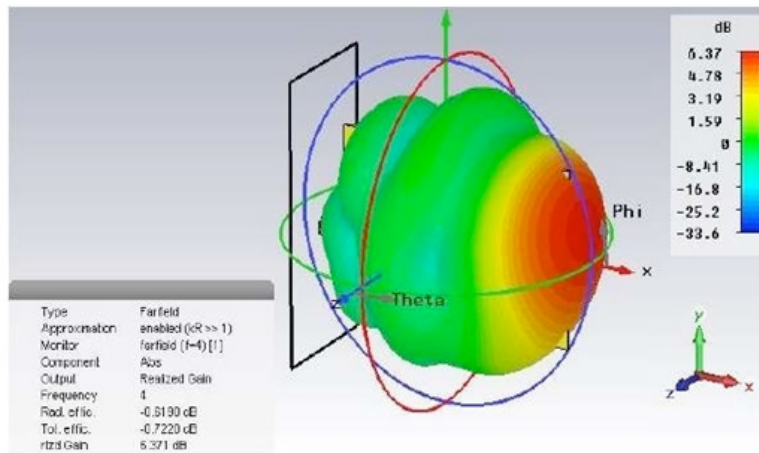 dB
6.37
4.78
3.19
1.59
0
-8.41
-16.8
-25.2
-33.6
Phi
x
Theta
z
y
z
x
Type Farfield
Approximation enabled (kR >> 1)
Monitor farfield (f=4) [1]
Component Abs
Output Realized Gain
Frequency 4
Rad. effic. -0.6190 dB
Tot. effic. -0.7220 dB
rlzd.Gain 6.371 dB